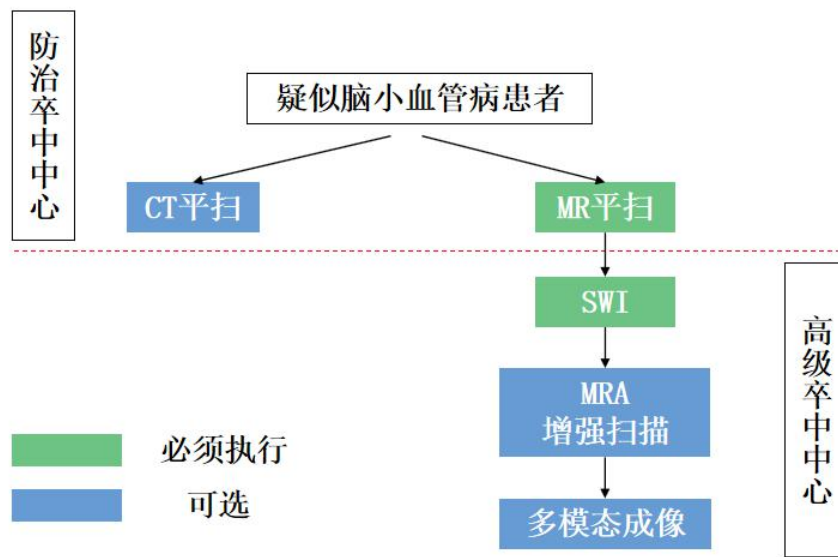 防治卒中中心
疑似脑小血管病患者
CT平扫
MR平扫
SWI
MRA
增强扫描
多模态成像
高级卒中中心
必须执行
可选